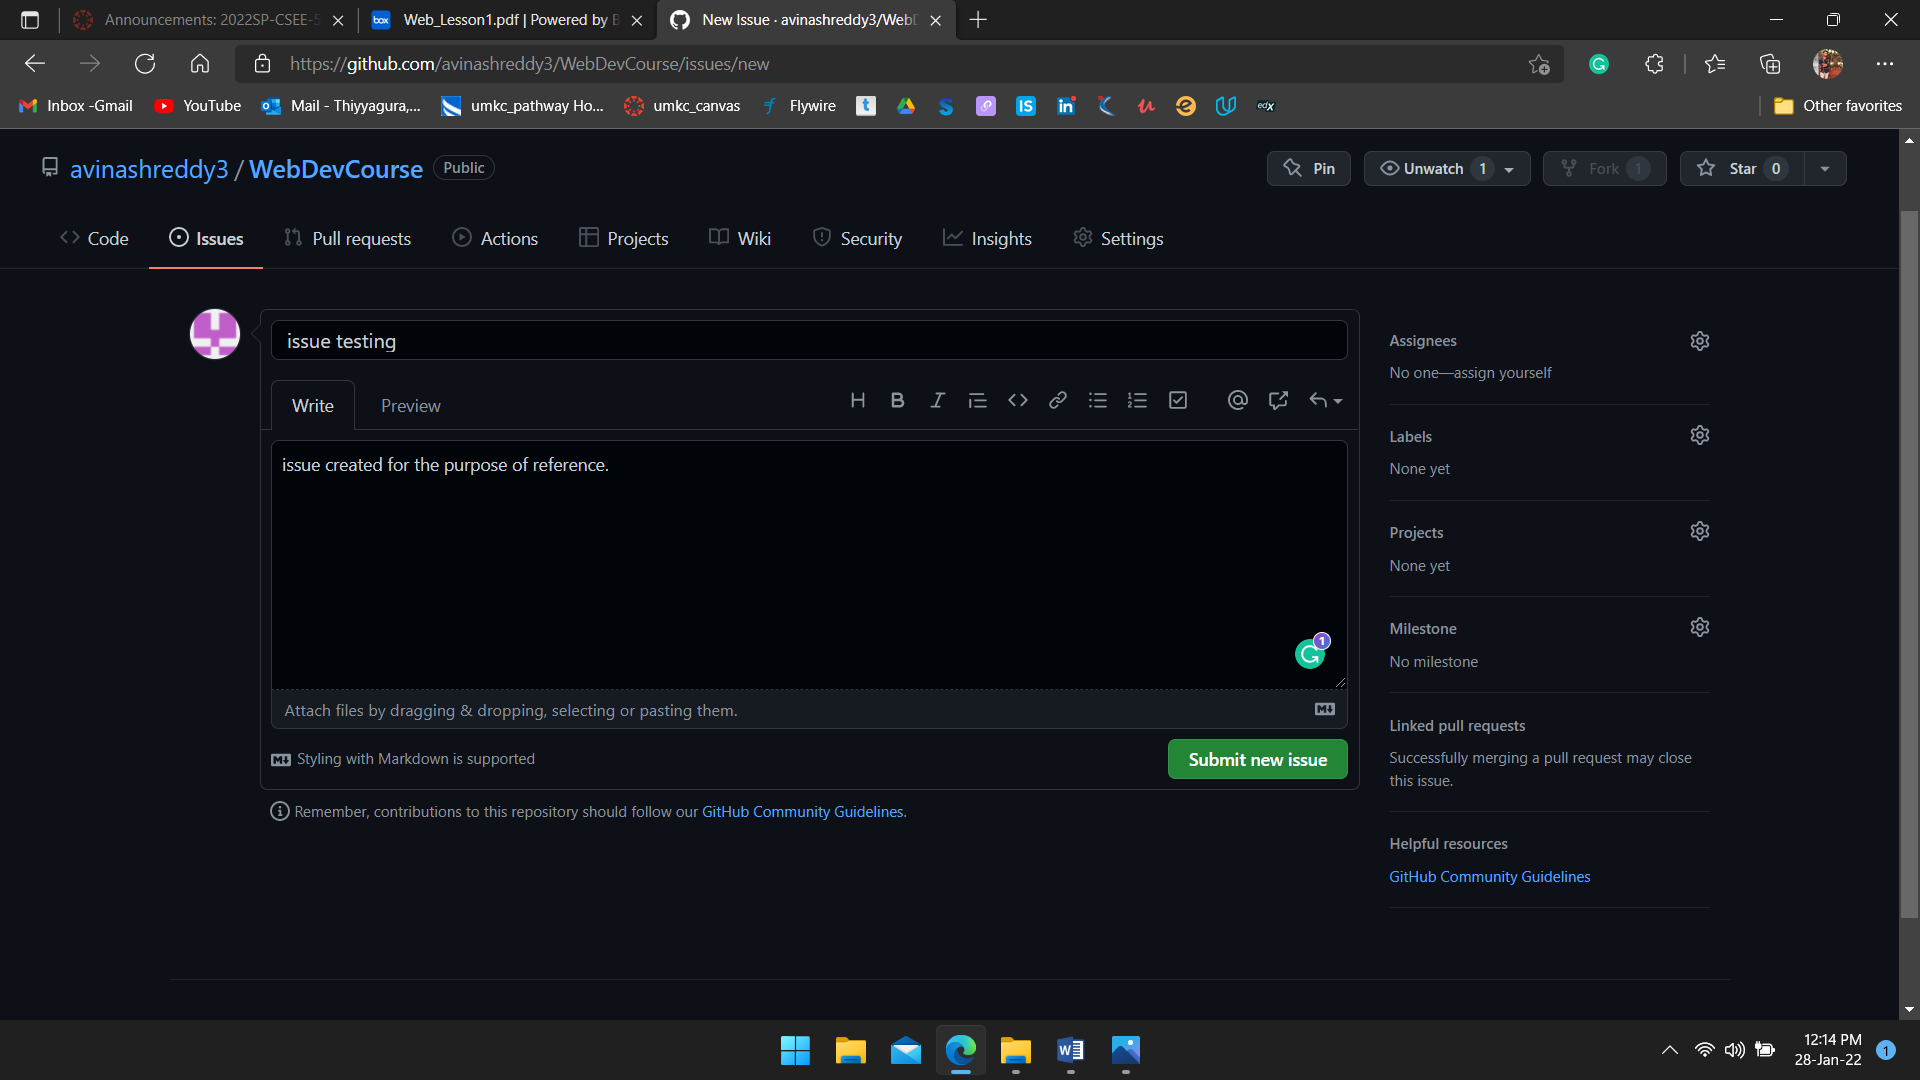 Announcements: 2022SP-CSEE-5
Web_Lesson1.pdf | Powered by B
New Issue · avinashreddy3/WebD
https://github.com/avinashreddy3/WebDevCourse/issues/new
Inbox -Gmail
YouTube
Mail - Thiyyagura,...
umkc_pathway Ho...
umkc_canvas
Flywire
Other favorites
avinashreddy3 / WebDevCourse Public
Pin
Unwatch 1
Fork 1
Star 0
Code
Issues
Pull requests
Actions
Projects
Wiki
Security
Insights
Settings
issue testing
Write
Preview
issue created for the purpose of reference.
1
Attach files by dragging & dropping, selecting or pasting them.
Styling with Markdown is supported
Submit new issue
Remember, contributions to this repository should follow our GitHub Community Guidelines.
Assignees
No one—assign yourself
Labels
None yet
Projects
None yet
Milestone
No milestone
Linked pull requests
Successfully merging a pull request may close
this issue.
Helpful resources
GitHub Community Guidelines
12:14 PM
28-Jan-22
1